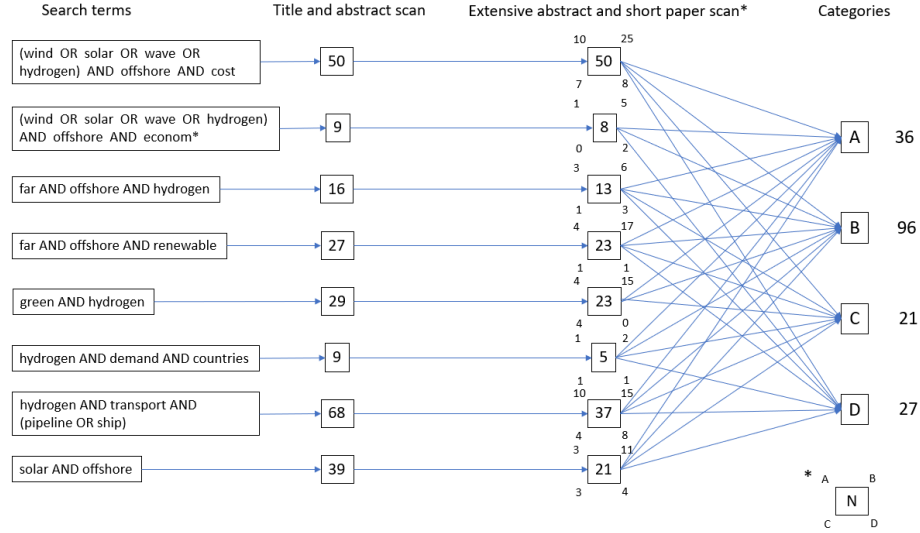 Search terms
Title and abstract scan
Extensive abstract and short paper scan*
Categories
(wind OR solar OR wave OR
hydrogen) AND offshore AND cost
50
10 25
50
7 8
(wind OR solar OR wave OR hydrogen)
AND offshore AND econom*
9
1 5
8
0 2
far AND offshore AND hydrogen
16
3 6
13
1 3
far AND offshore AND renewable
27
4 17
23
1 1
green AND hydrogen
29
4 15
23
4 0
hydrogen AND demand AND countries
9
1 2
5
1 1
hydrogen AND transport AND
(pipeline OR ship)
68
10 15
37
4 8
solar AND offshore
39
3 11
21
3 4
A 36
B 96
C 21
D 27
*
A B
N
C D